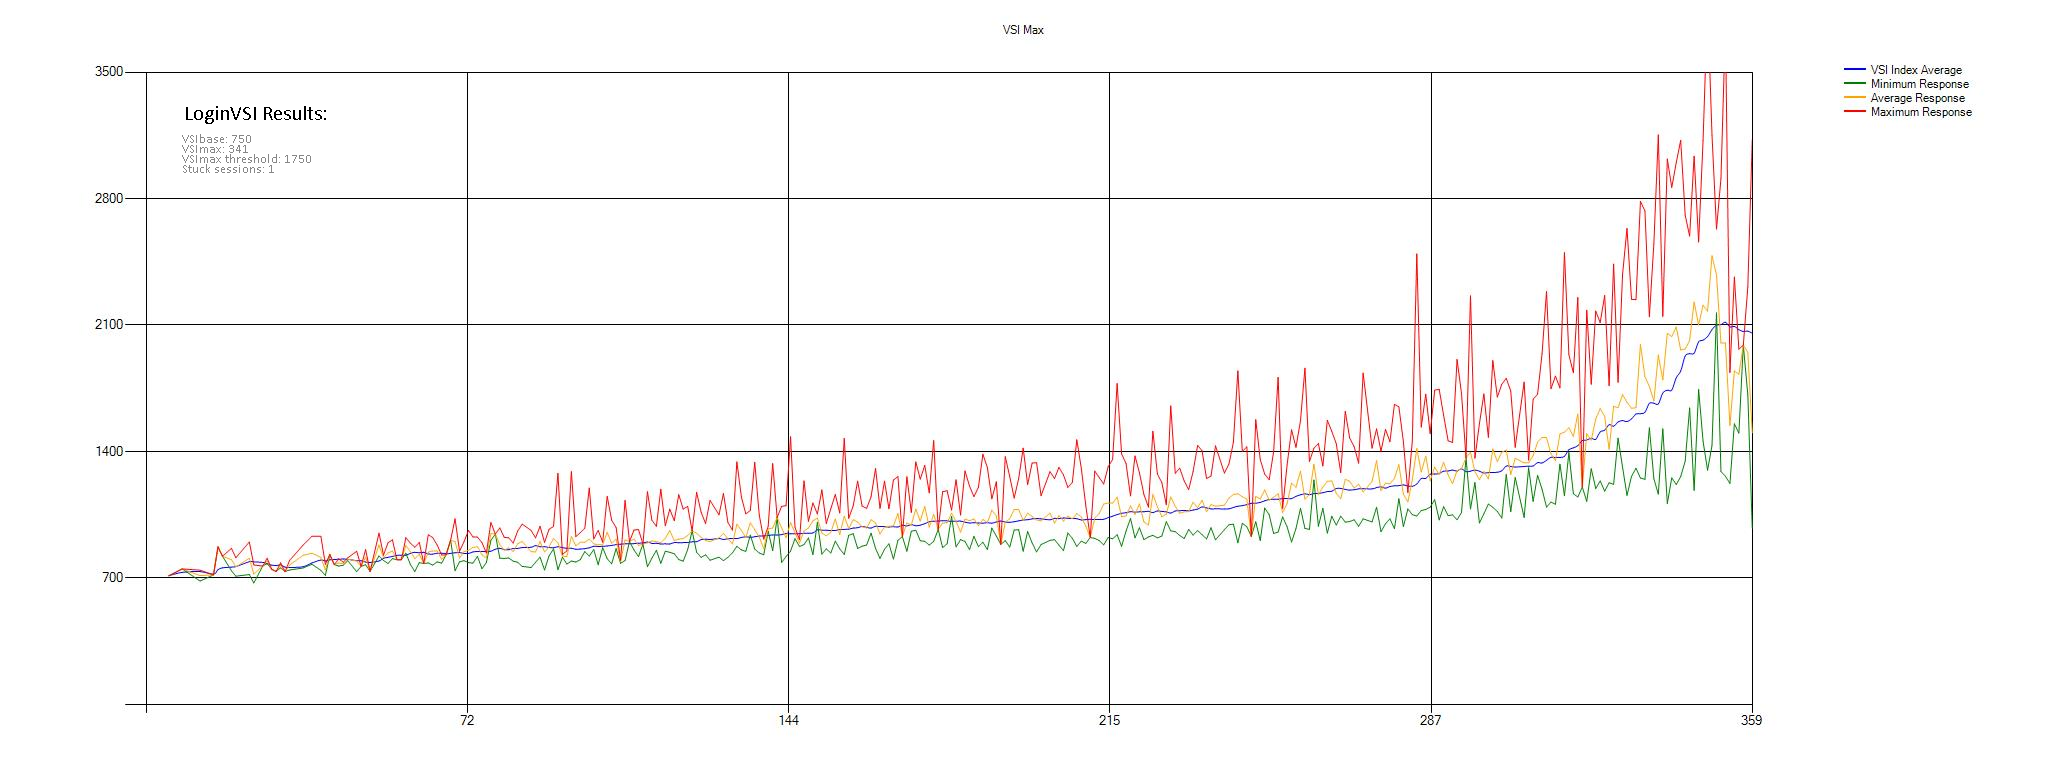 VSI Max
3500
2800
2100
1400
700
LoginVSI Results:
VSIbase: 750
VSImax: 341
VSImax threshold: 1750
Stuck sessions: 1
VSI Index Average
Minimum Response
Average Response
Maximum Response
72
144
215
287
359